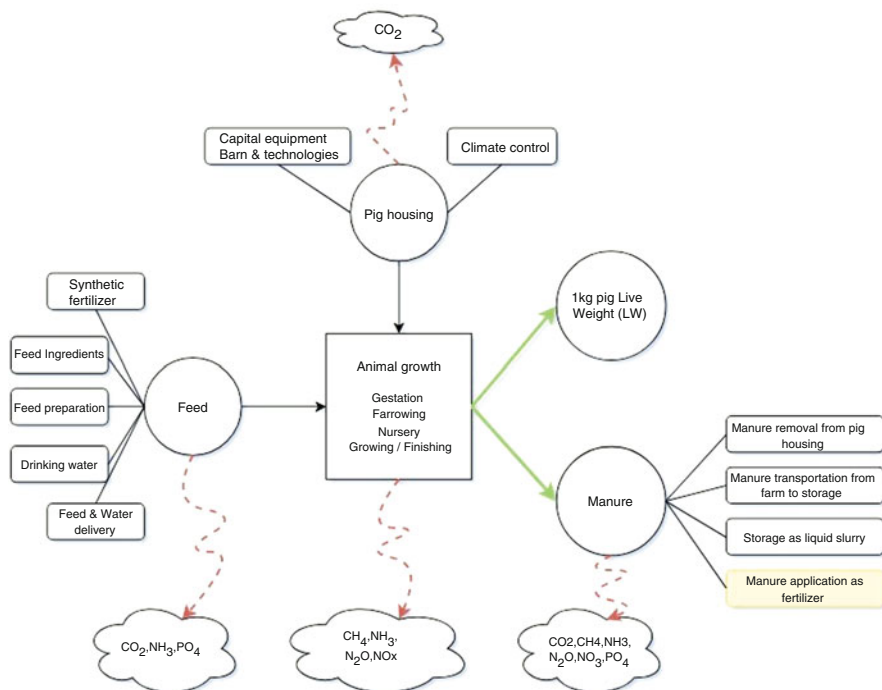 CO2
Capital equipment
Barn & technologies
Climate control
Pig housing
1kg pig Live
Weight (LW)
Synthetic
fertilizer
Feed Ingredients
Feed preparation
Drinking water
Feed & Water
delivery
Feed
Animal growth
Gestation
Farrowing
Nursery
Growing / Finishing
Manure
Manure removal from pig
housing
Manure transportation from
farm to storage
Storage as liquid slurry
Manure application as
fertilizer
CO2,NH3,PO4
CH4,NH3,
N2O,NOx
CO2,CH4,NH3,
N2O,NO3,PO4